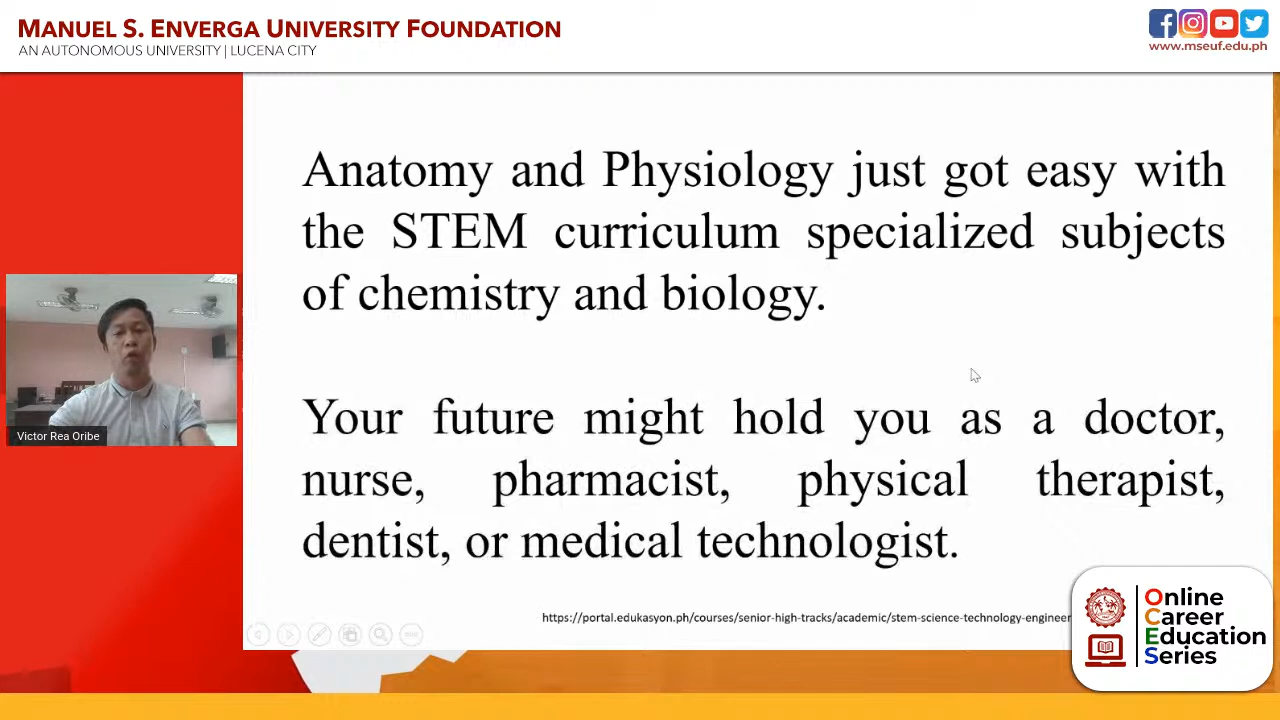 MANUEL S. ENVERGA UNIVERSITY FOUNDATION
AN AUTONOMOUS UNIVERSITY | LUCENA CITY
www.mseuf.edu.ph
Anatomy and Physiology just got easy with
the STEM curriculum specialized subjects
of chemistry and biology.
Your future might hold you as a doctor,
nurse, pharmacist, physical therapist,
dentist, or medical technologist.
Victor Rea Oribe
https://portal.edukasyon.ph/courses/senior-high-tracks/academic/stem-science-technology-engineer
Online
Career
Education
Series